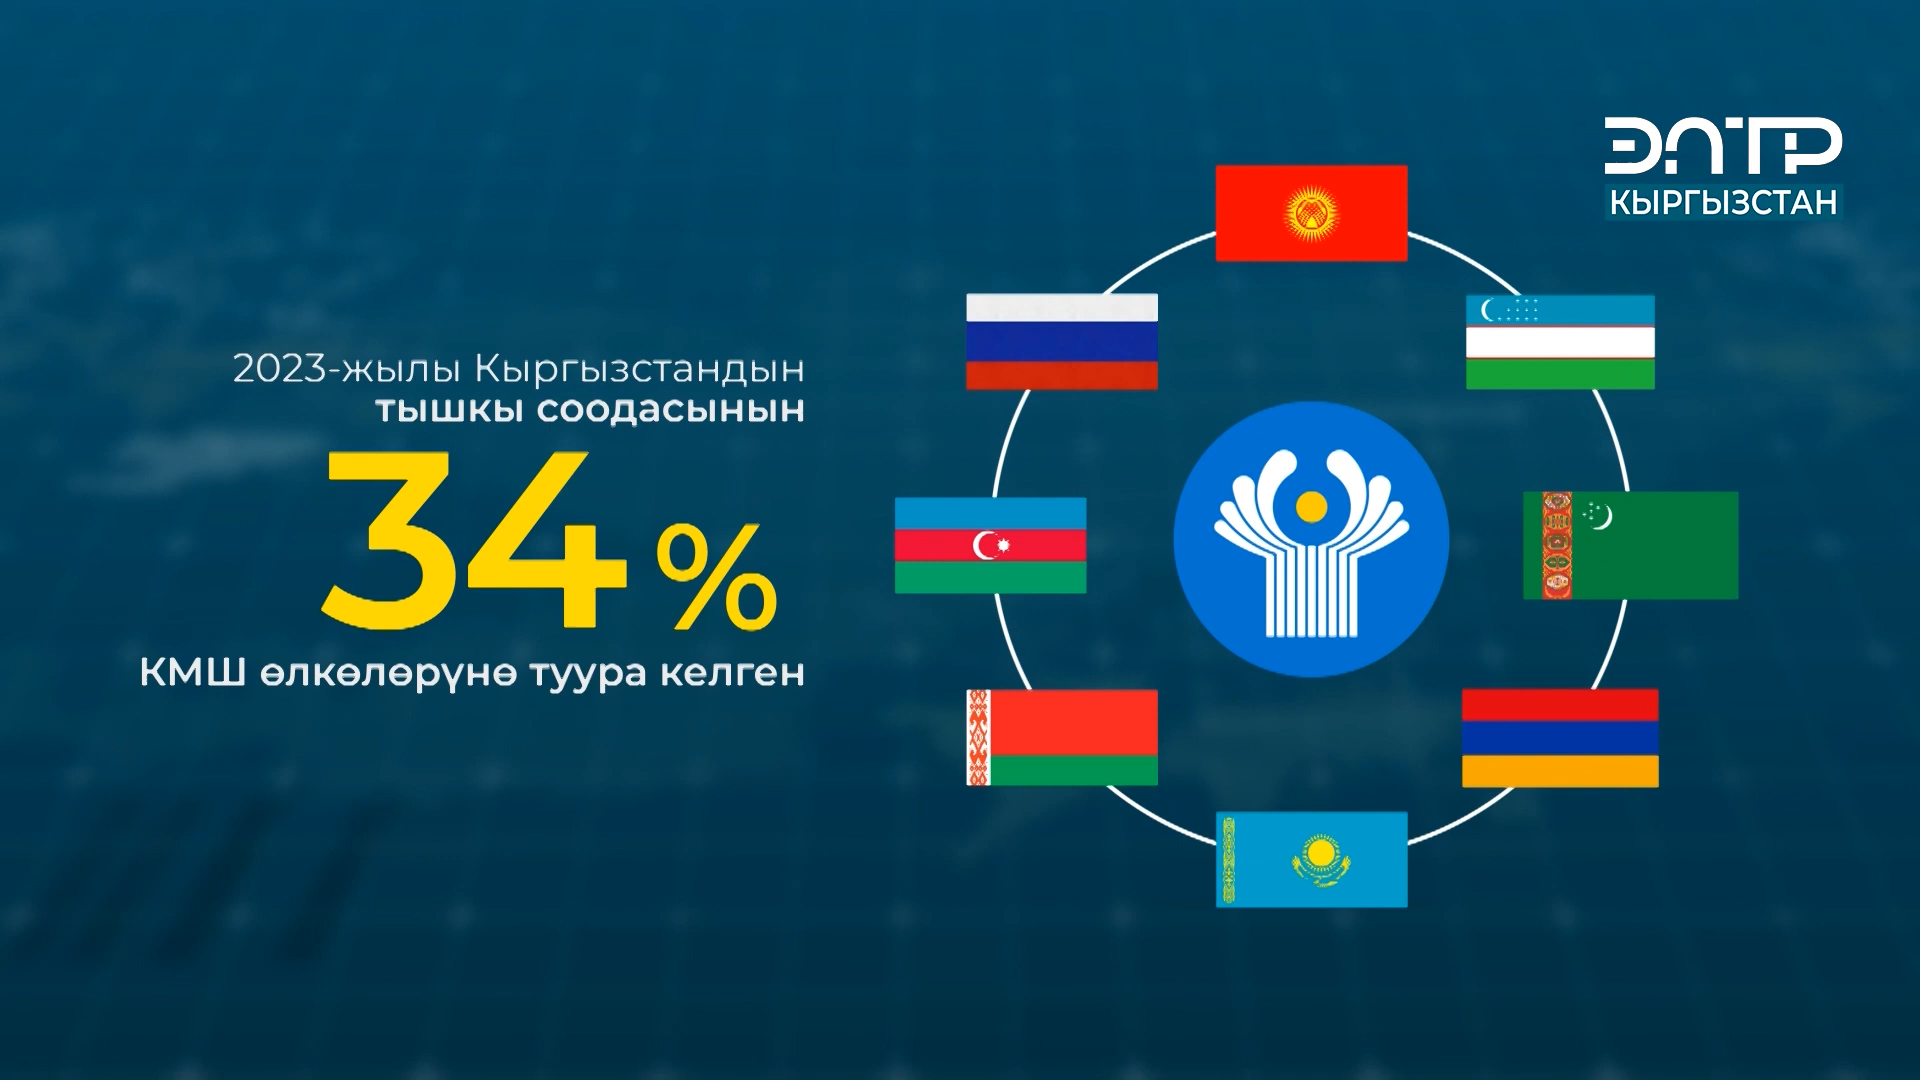 ЭЛТР
КЫРГЫЗСТАН
2023-жылы Кыргызстандын
тышкы соодасынын
34 %
КМШ өлкөлөрүнө туура келген